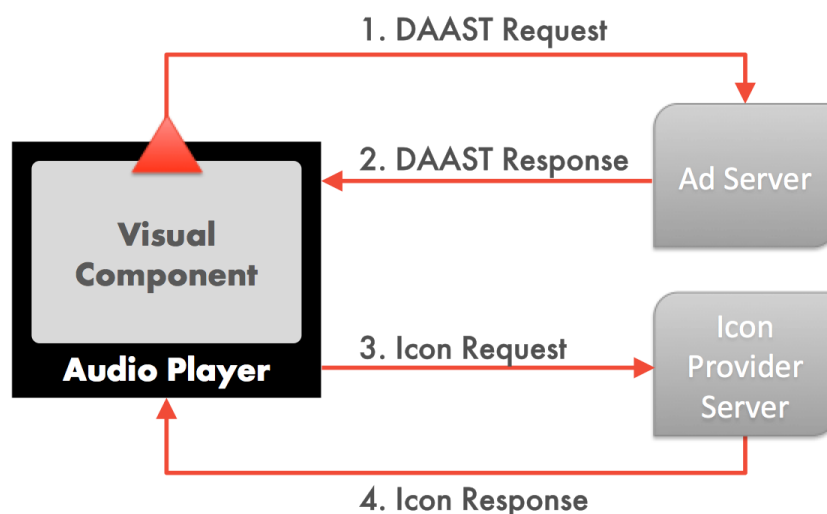 1. DAAST Request
2. DAAST Response
Ad Server
Visual
Component
Audio Player
3. Icon Request
Icon
Provider
Server
4. Icon Response